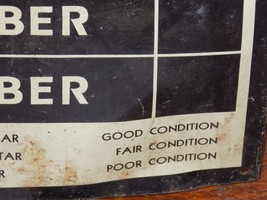 BER
BER
AR GOOD CONDITION
TAR FAIR CONDITION
R POOR CONDITION